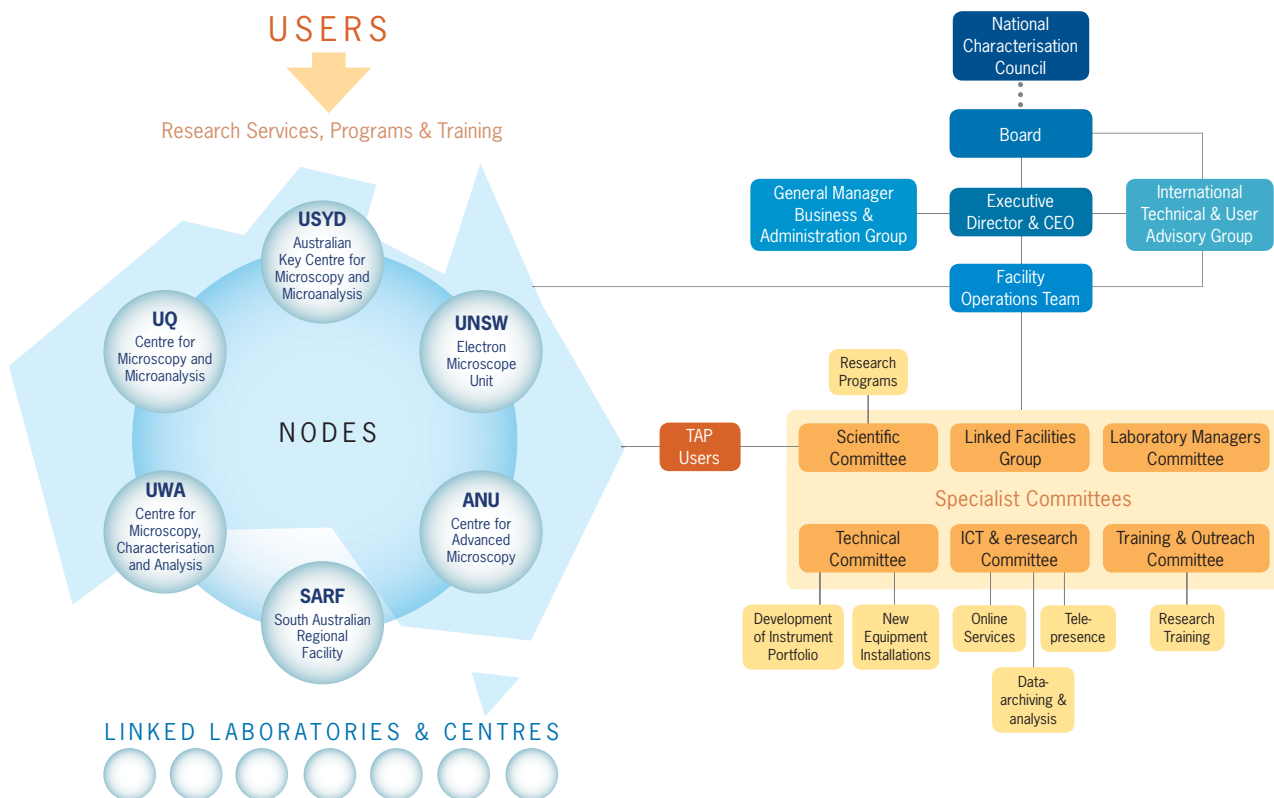 USERS
Research Services, Programs & Training
USYD
Australian
Key Centre for
Microscopy and
Microanalysis
UQ
Centre for
Microscopy and
Microanalysis
UNSW
Electron
Microscope
Unit
NODES
UWA
Centre for
Microscopy,
Characterisation
and Analysis
ANU
Centre for
Advanced
Microscopy
SARF
South Australian
Regional
Facility
LINKED LABORATORIES & CENTRES
National
Characterisation
Council
Board
General Manager
Business &
Administration Group
Executive
Director & CEO
International
Technical & User
Advisory Group
Facility
Operations Team
Research
Programs
TAP
Users
Scientific
Committee
Linked Facilities
Group
Laboratory Managers
Committee
Specialist Committees
Technical
Committee
ICT & e-research
Committee
Training & Outreach
Committee
Development
of Instrument
Portfolio
New
Equipment
Installations
Online
Services
Tele-
presence
Research
Training
Data-
archiving &
analysis